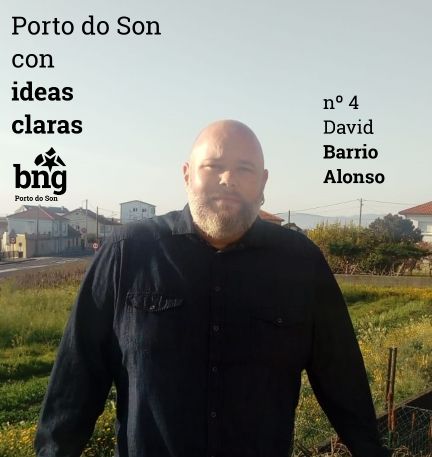 Porto do Son
con
ideas
claras
bng
Porto do Son
nº 4
David
Barrio
Alonso